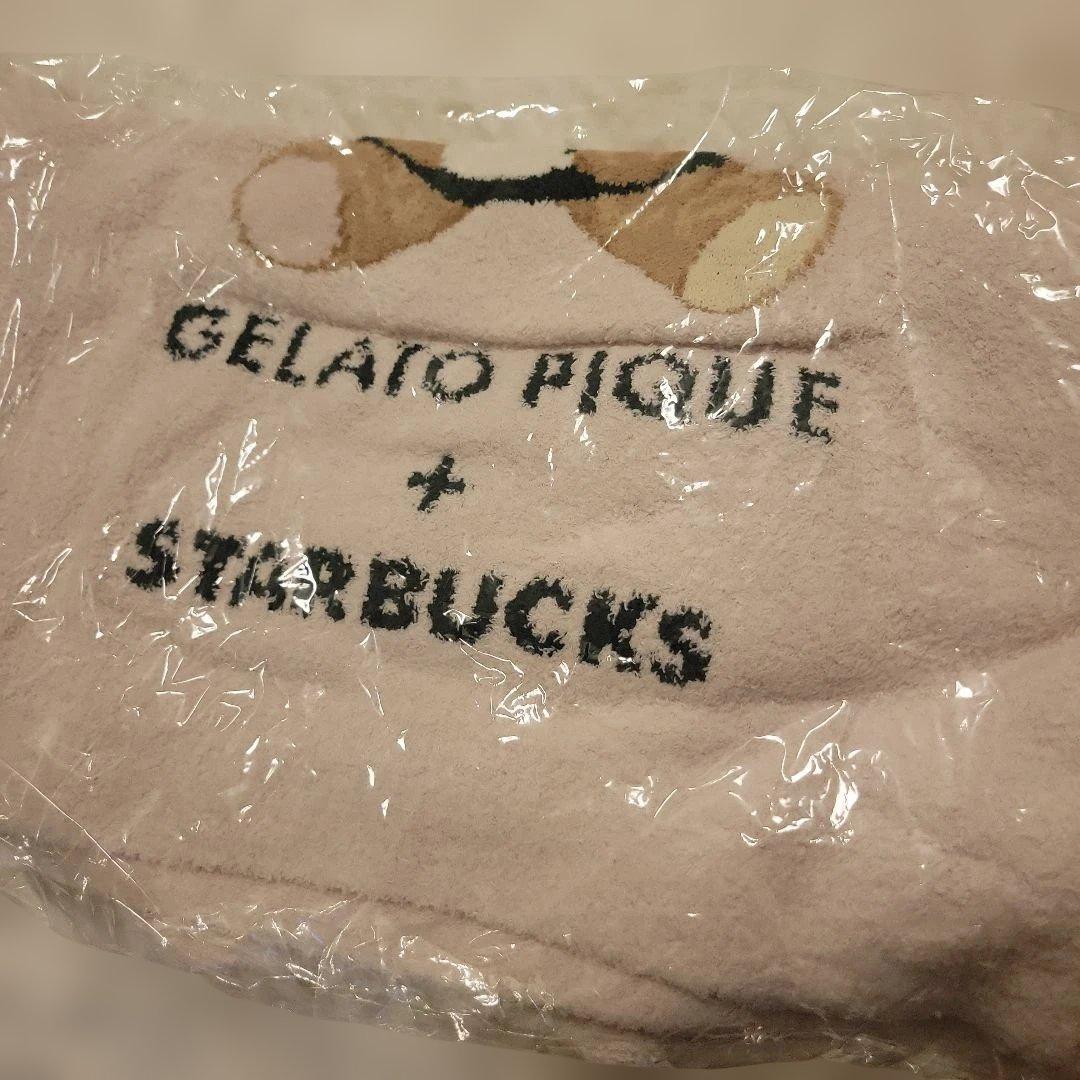 GELATO PIQUE
+
STARBUCKS